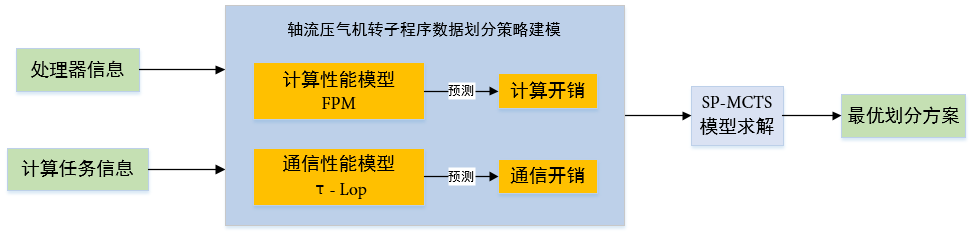 轴流压气机转子程序数据划分策略建模
处理器信息
计算任务信息
计算性能模型
FPM
预测
计算开销
通信性能模型
τ - Lop
预测
通信开销
SP-MCTS
模型求解
最优划分方案